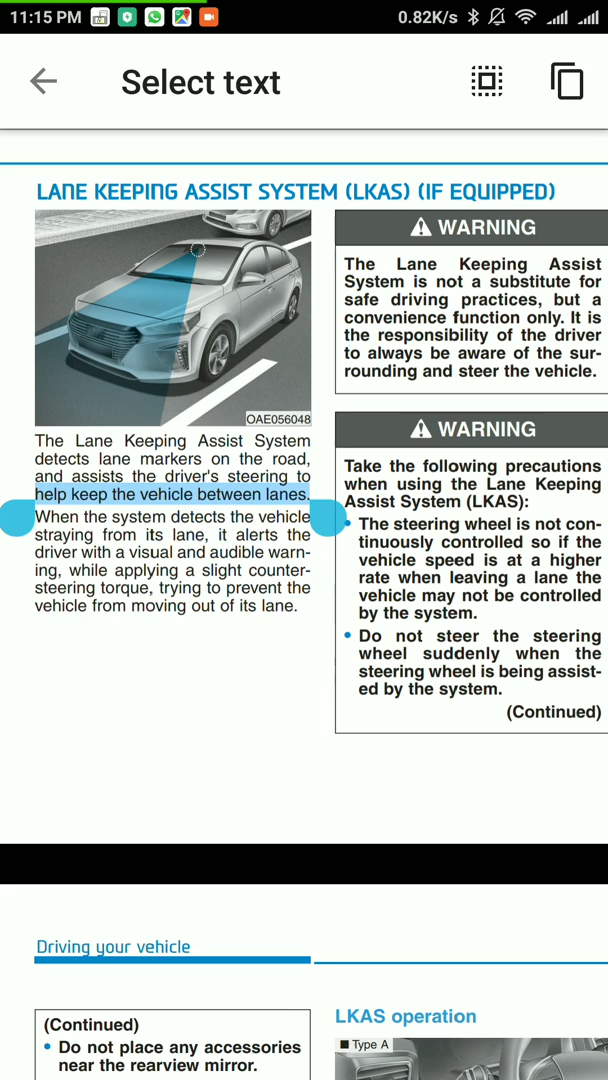 11:15 PM
0.82K/s
Select text
LANE KEEPING ASSIST SYSTEM (LKAS) (IF EQUIPPED)
OAE056048
The Lane Keeping Assist System
detects lane markers on the road,
and assists the driver's steering to
help keep the vehicle between lanes.
When the system detects the vehicle
straying from its lane, it alerts the
driver with a visual and audible warn-
ing, while applying a slight counter-
steering torque, trying to prevent the
vehicle from moving out of its lane.
WARNING
The Lane Keeping Assist
System is not a substitute for
safe driving practices, but a
convenience function only. It is
the responsibility of the driver
to always be aware of the sur-
rounding and steer the vehicle.
WARNING
Take the following precautions
when using the Lane Keeping
Assist System (LKAS):
• The steering wheel is not con-
tinuously controlled so if the
vehicle speed is at a higher
rate when leaving a lane the
vehicle may not be controlled
by the system.
• Do not steer the steering
wheel suddenly when the
steering wheel is being assist-
ed by the system.
(Continued)
Driving your vehicle
(Continued)
• Do not place any accessories
near the rearview mirror.
LKAS operation
■ Type A